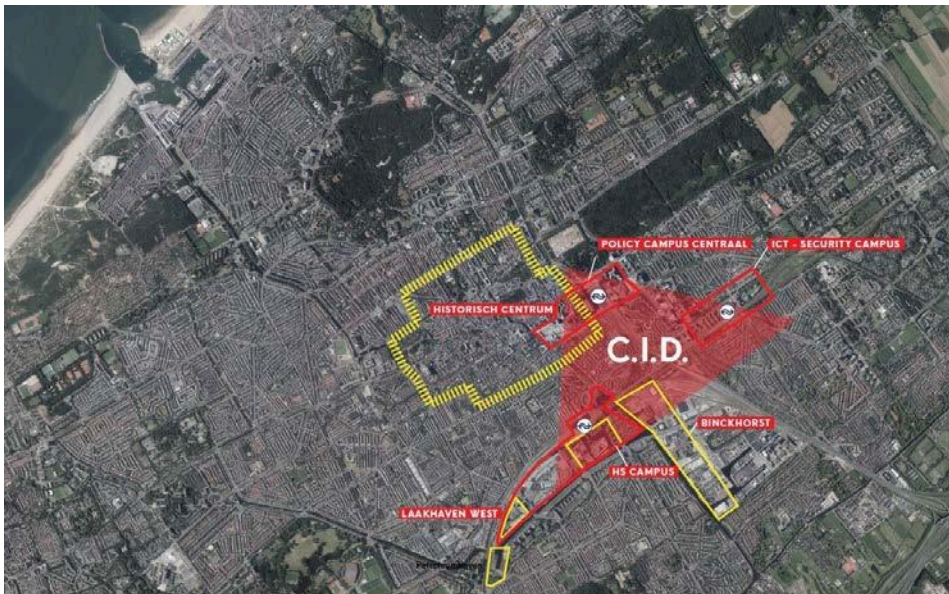 POLICY CAMPUS CENTRAAL
ICT - SECURITY CAMPUS
HISTORISCH CENTRUM
C.I.D.
BINCKHORST
HS CAMPUS
LAAKHAVEN WEST